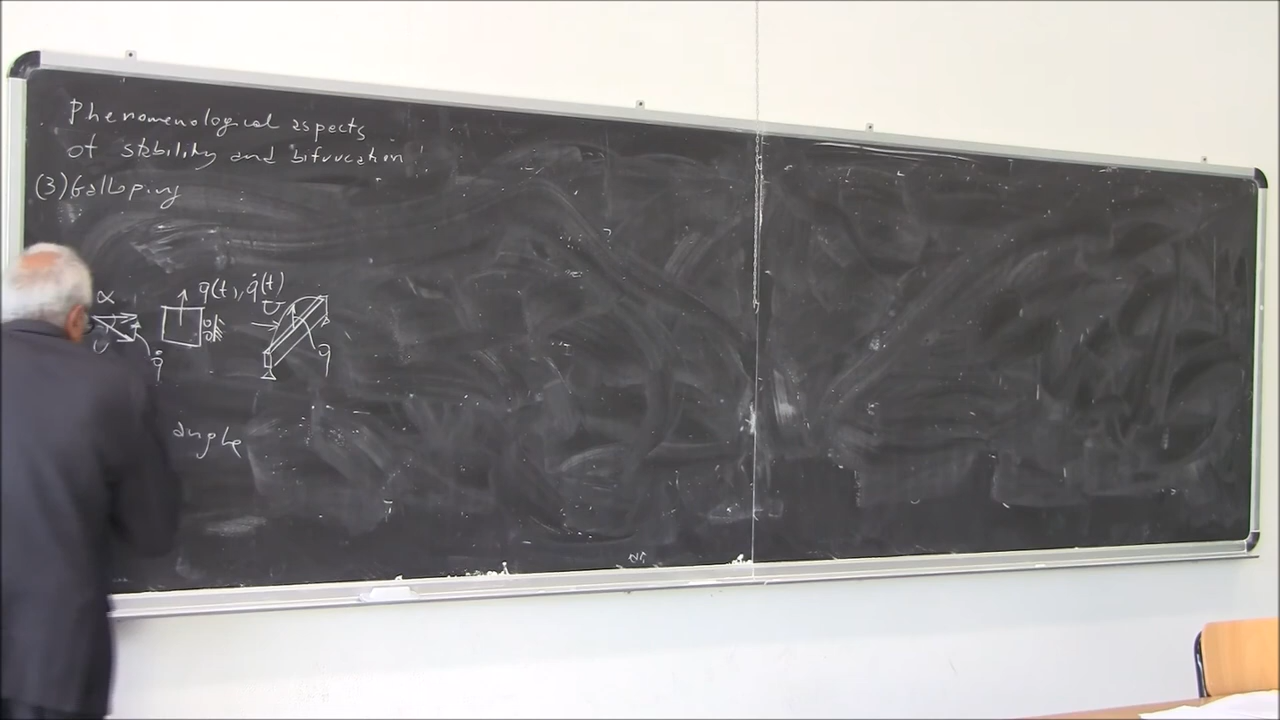 Phenomenological aspects
of stability and bifurcation
(3) Galloping
α
q(t), q̇(t)
U
U
q̇
q
angle